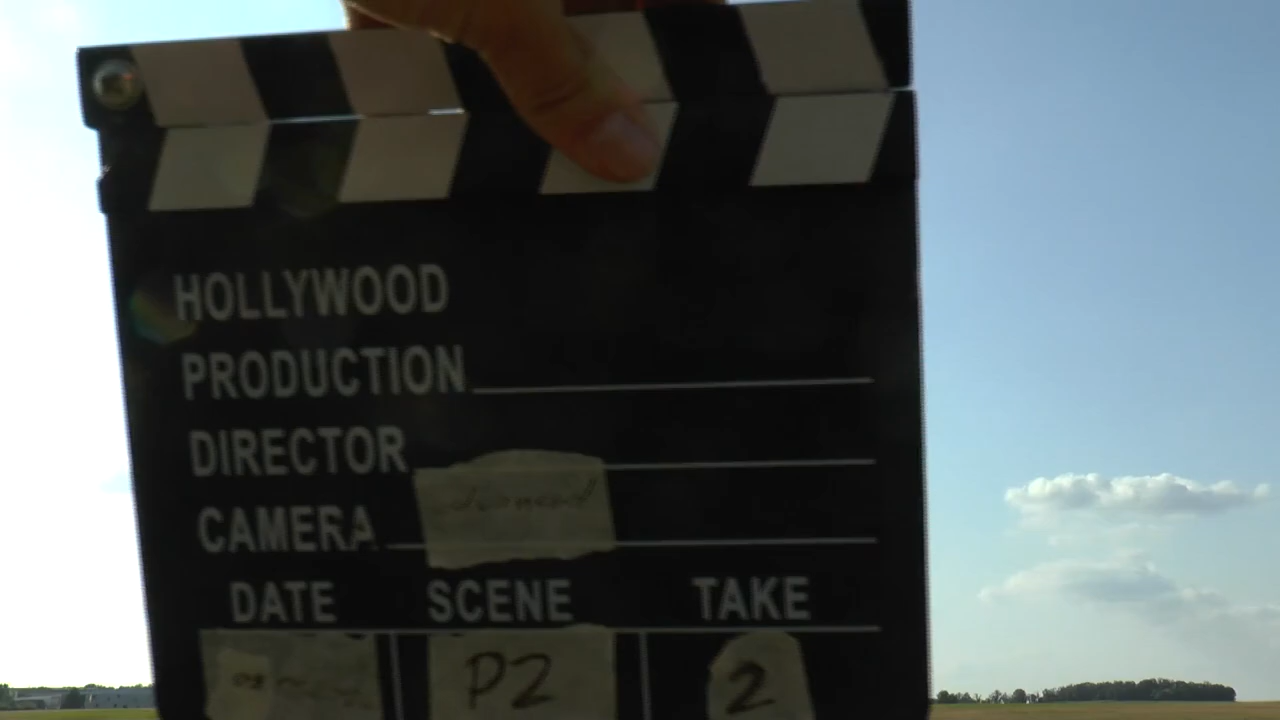 HOLLYWOOD
PRODUCTION
DIRECTOR
CAMERA
DATE SCENE TAKE
P2 2